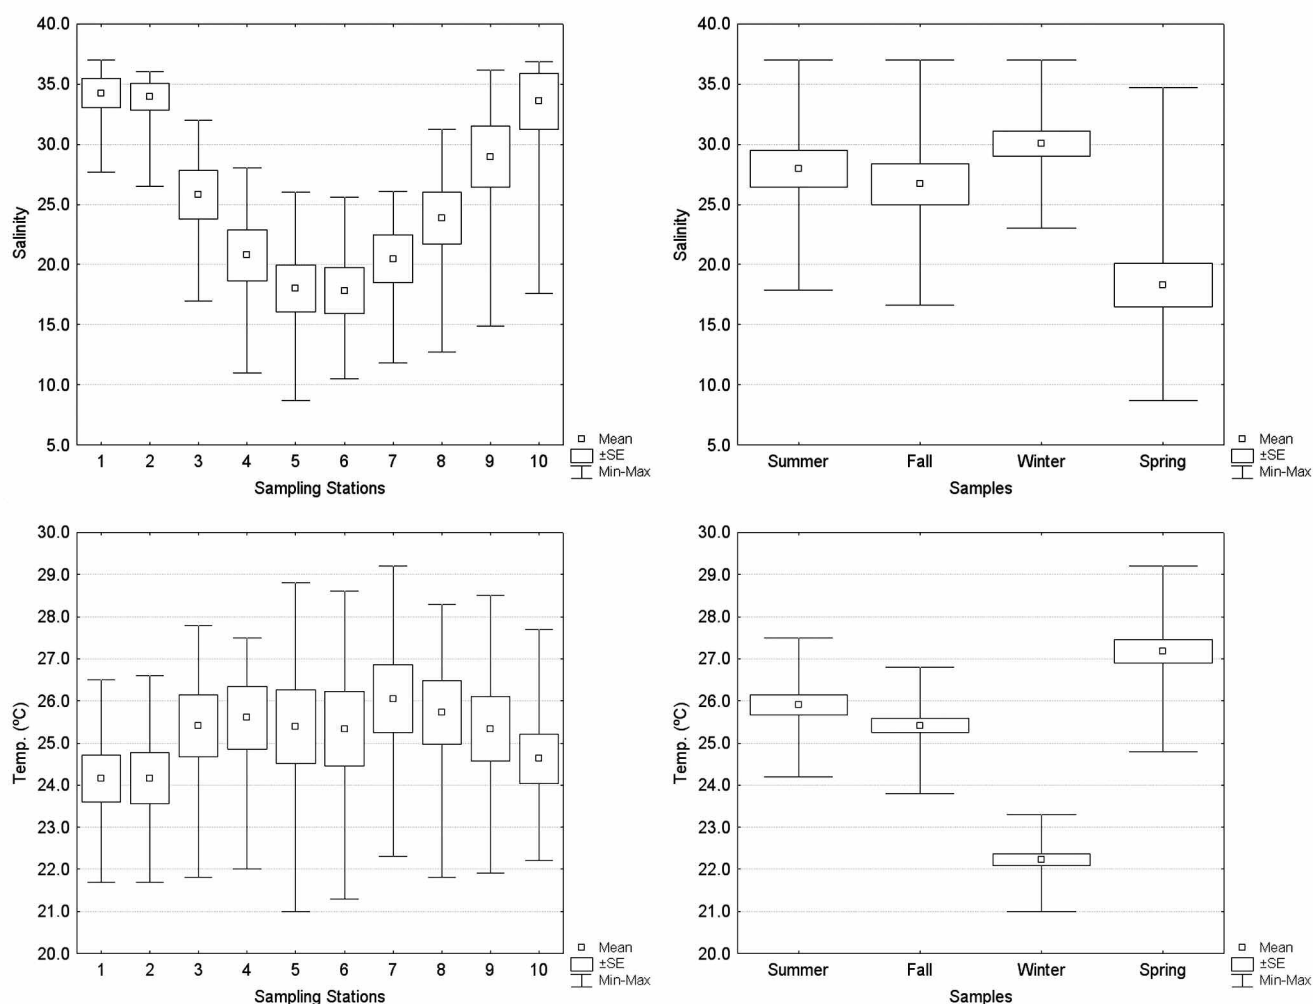 40.0
35.0
30.0
25.0
20.0
15.0
10.0
5.0
Salinity
1 2 3 4 5 6 7 8 9 10
Sampling Stations
Mean
±SE
Min-Max
40.0
35.0
30.0
25.0
20.0
15.0
10.0
5.0
Salinity
Summer Fall Winter Spring
Samples
Mean
±SE
Min-Max
30.0
29.0
28.0
27.0
26.0
25.0
24.0
23.0
22.0
21.0
20.0
Temp. (ºC)
1 2 3 4 5 6 7 8 9 10
Sampling Stations
Mean
±SE
Min-Max
30.0
29.0
28.0
27.0
26.0
25.0
24.0
23.0
22.0
21.0
20.0
Temp. (ºC)
Summer Fall Winter Spring
Samples
Mean
±SE
Min-Max